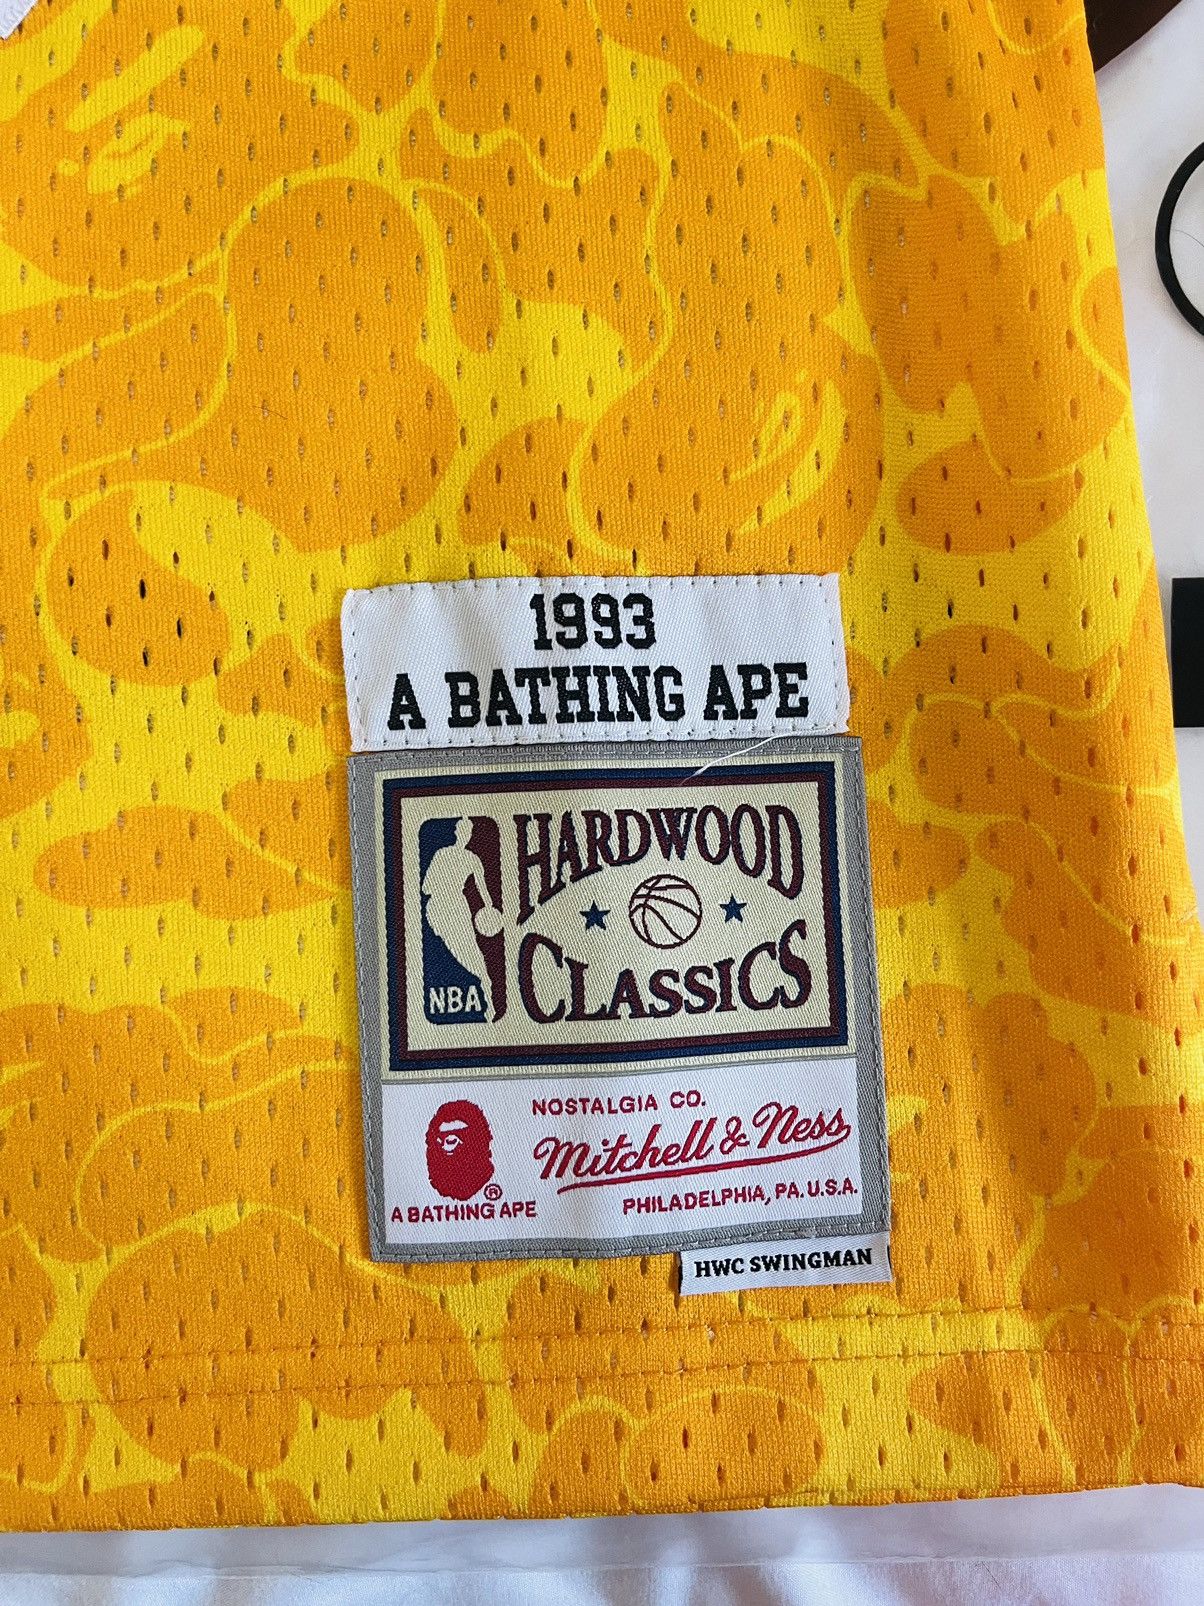 1993
A BATHING APE
HARDWOOD
CLASSICS
NBA
NOSTALGIA CO.
Mitchell & Ness
PHILADELPHIA, PA. U.S.A.
®
A BATHING APE
HWC SWINGMAN